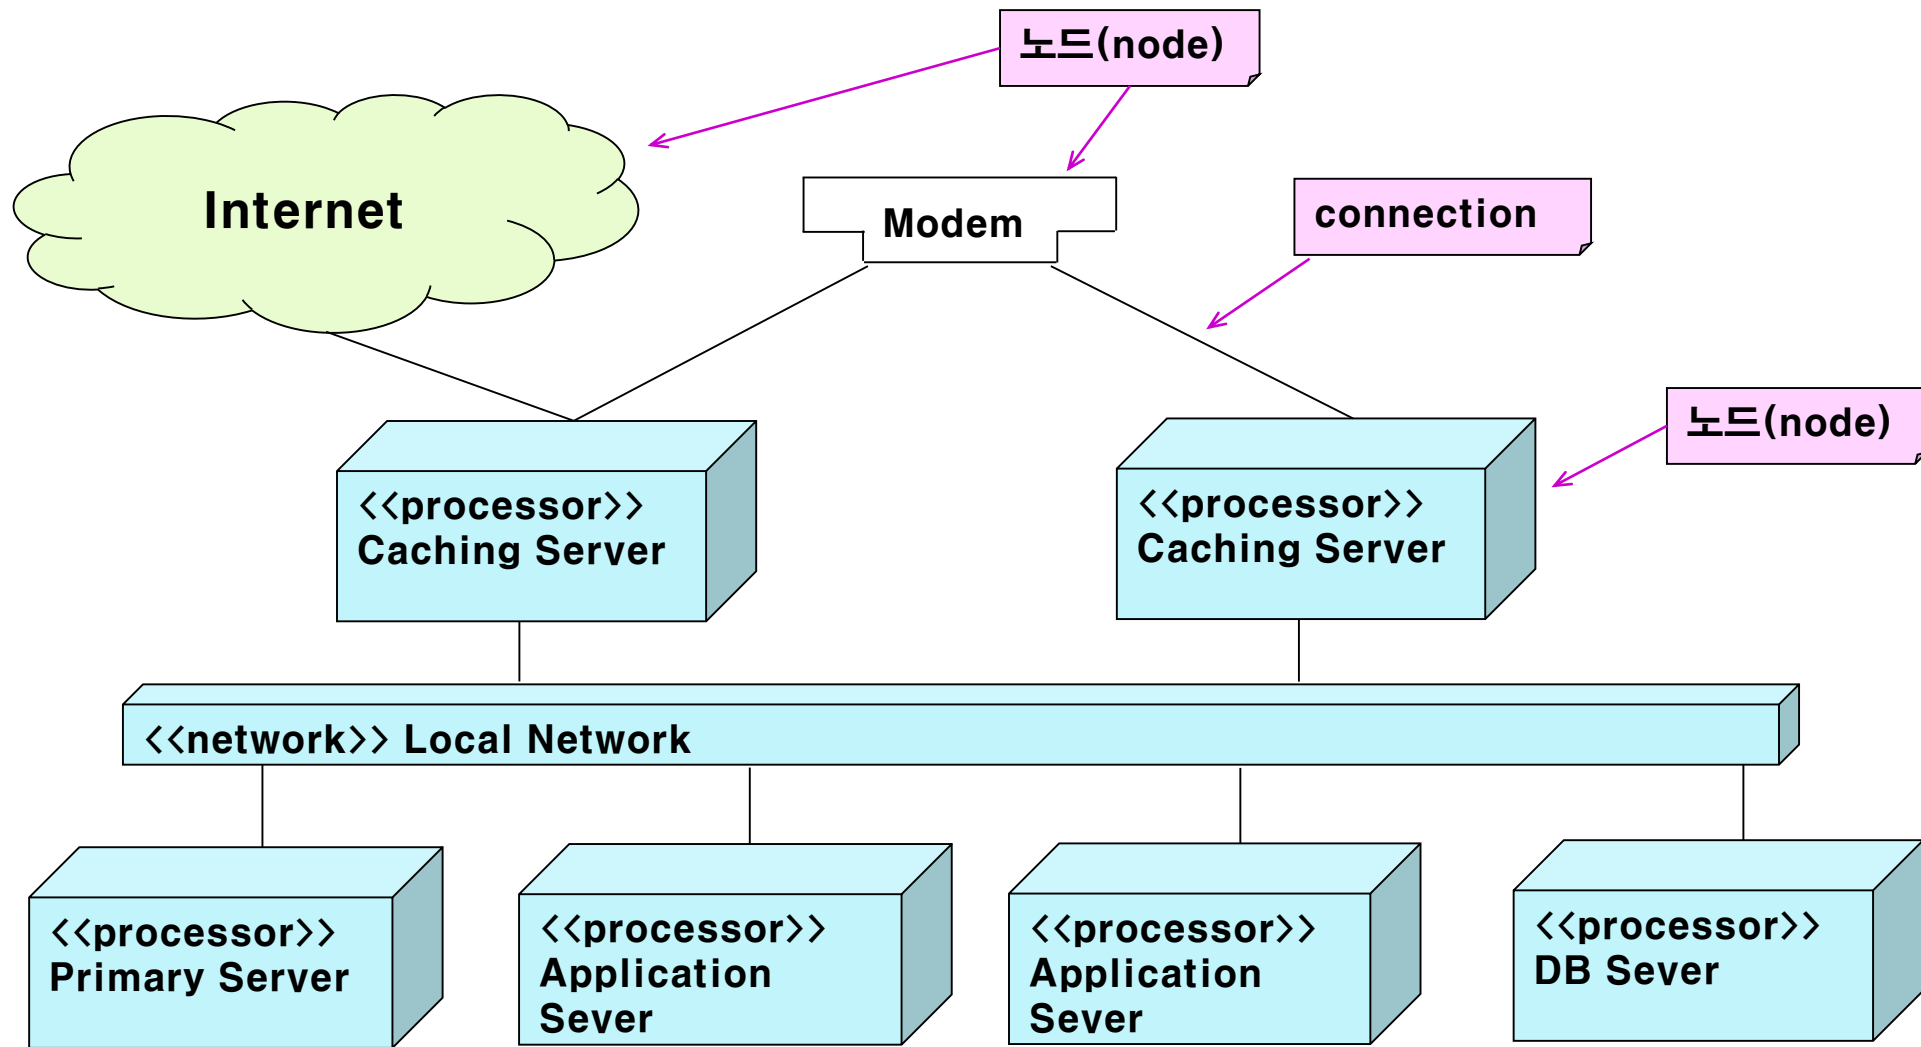 노드(node)
Internet
Modem
connection
노드(node)
<<processor>>
Caching Server
<<processor>>
Caching Server
<<network>> Local Network
<<processor>>
Primary Server
<<processor>>
Application
Sever
<<processor>>
Application
Sever
<<processor>>
DB Sever